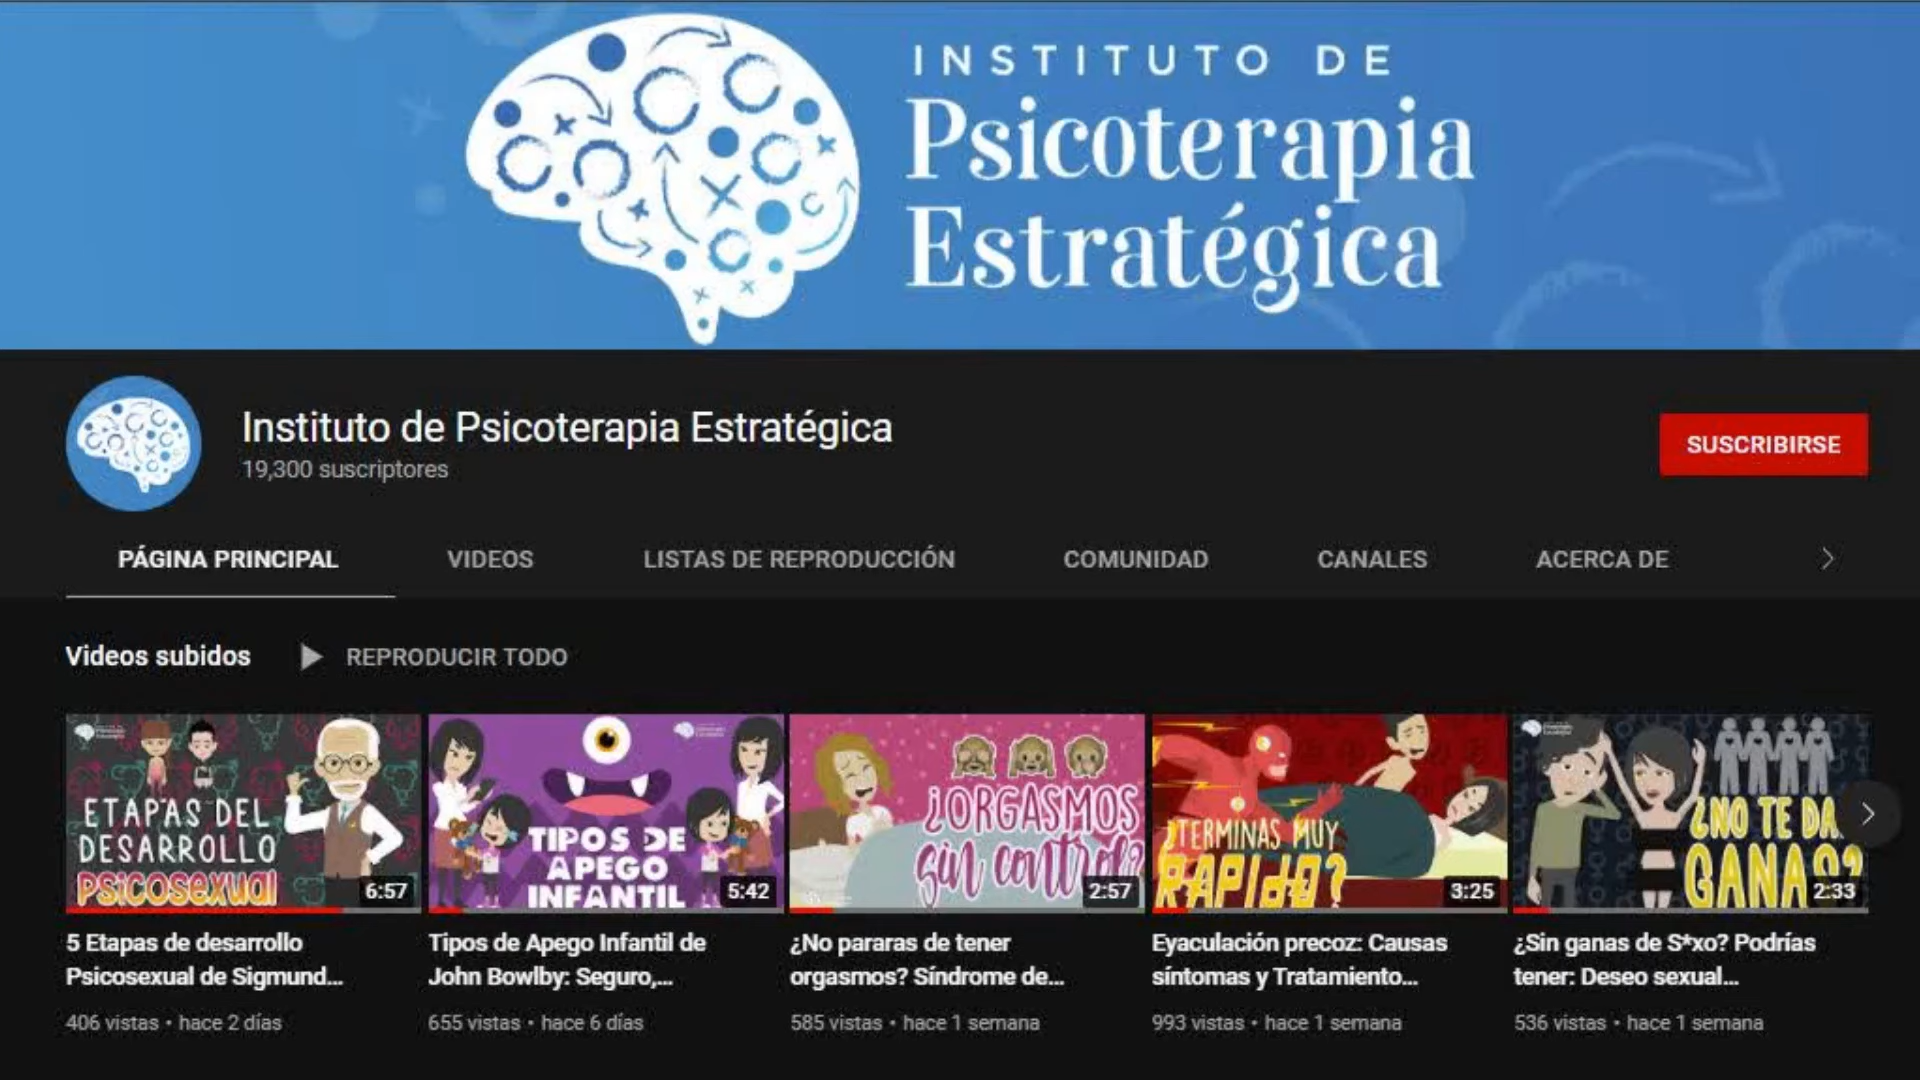 INSTITUTO DE
Psicoterapia
Estratégica
Instituto de Psicoterapia Estratégica
19,300 suscriptores
SUSCRIBIRSE
PÁGINA PRINCIPAL
VIDEOS
LISTAS DE REPRODUCCIÓN
COMUNIDAD
CANALES
ACERCA DE
Videos subidos
REPRODUCIR TODO
ETAPAS DEL
DESARROLLO
PSICOSEXUAL
6:57
TIPOS DE
APEGO
INFANTIL
5:42
¿ORGASMOS
sin control?
2:57
¿TERMINAS MUY
RAPIDO?
3:25
¿NO TE DA
GANAS?
2:33
5 Etapas de desarrollo
Psicosexual de Sigmund...
406 vistas • hace 2 días
Tipos de Apego Infantil de
John Bowlby: Seguro,...
655 vistas • hace 6 días
¿No pararas de tener
orgasmos? Síndrome de...
585 vistas • hace 1 semana
Eyaculación precoz: Causas
síntomas y Tratamiento...
993 vistas • hace 1 semana
¿Sin ganas de S*xo? Podrías
tener: Deseo sexual...
536 vistas • hace 1 semana